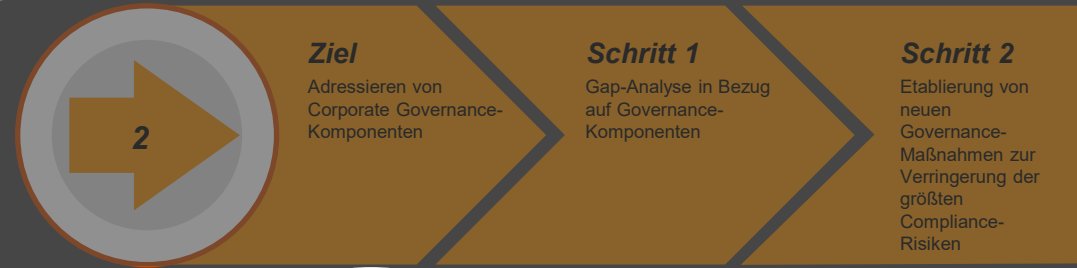 2
Ziel
Adressieren von
Corporate Governance-
Komponenten
Schritt 1
Gap-Analyse in Bezug
auf Governance-
Komponenten
Schritt 2
Etablierung von
neuen
Governance-
Maßnahmen zur
Verringerung der
größten
Compliance-
Risiken